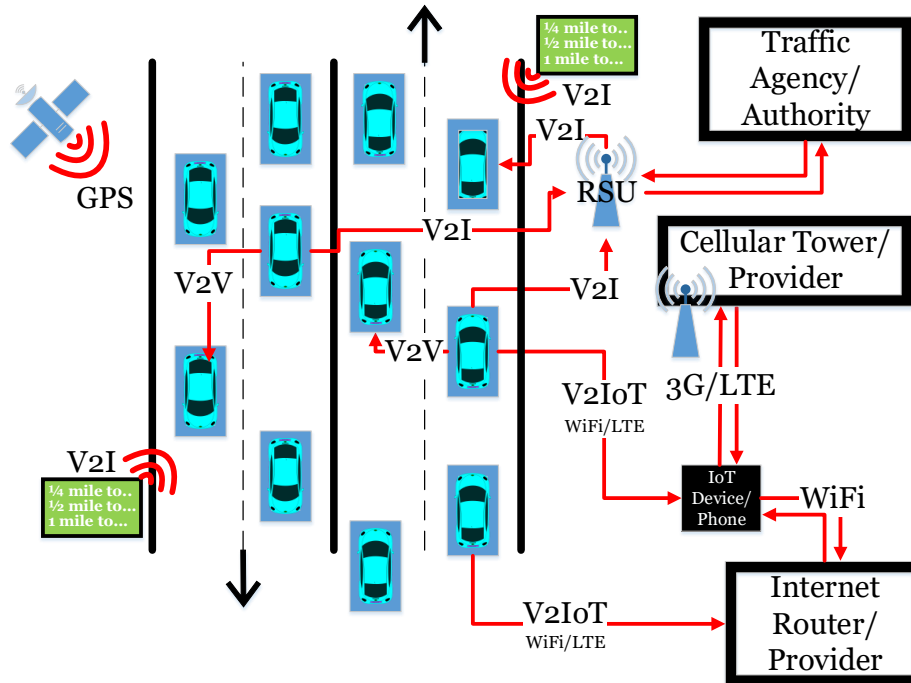 ¼ mile to..
½ mile to...
1 mile to...
V2I
Traffic
Agency/
Authority
V2I
GPS
RSU
V2I
Cellular Tower/
Provider
V2V
V2I
V2V
3G/LTE
V2IoT
WiFi/LTE
V2I
¼ mile to..
½ mile to...
1 mile to...
IoT
Device/
Phone
WiFi
Internet
Router/
Provider
V2IoT
WiFi/LTE